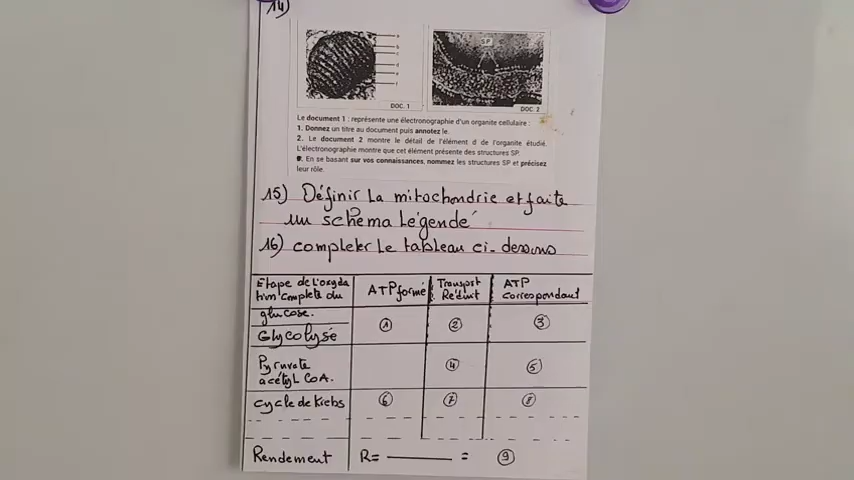 14)
SP
a
b
c
d
e
f
DOC. 1
DOC. 2
Le document 1 : représente une électronographie d'un organite cellulaire :
1. Donnez un titre au document puis annotez le.
2. Le document 2 montre le détail de l'élément d de l'organite étudié.
L'électronographie montre que cet élément présente des structures SP.
En se basant sur vos connaissances, nommez les structures SP et précisez
leur rôle.
15) Définir La mitochondrie et faite
un schéma Légendé
16) completer Le tableau ci-dessous
Etape de L'oxyda
tion complete du
glucose.
ATP formé
Transport
Réduit
ATP
correspondant
Glycolyse
①
②
③
Pyruvate
acétyl CoA.
④
⑤
cycle de Krebs
⑥
⑦
⑧
Rendement
R= ——— = ⑨